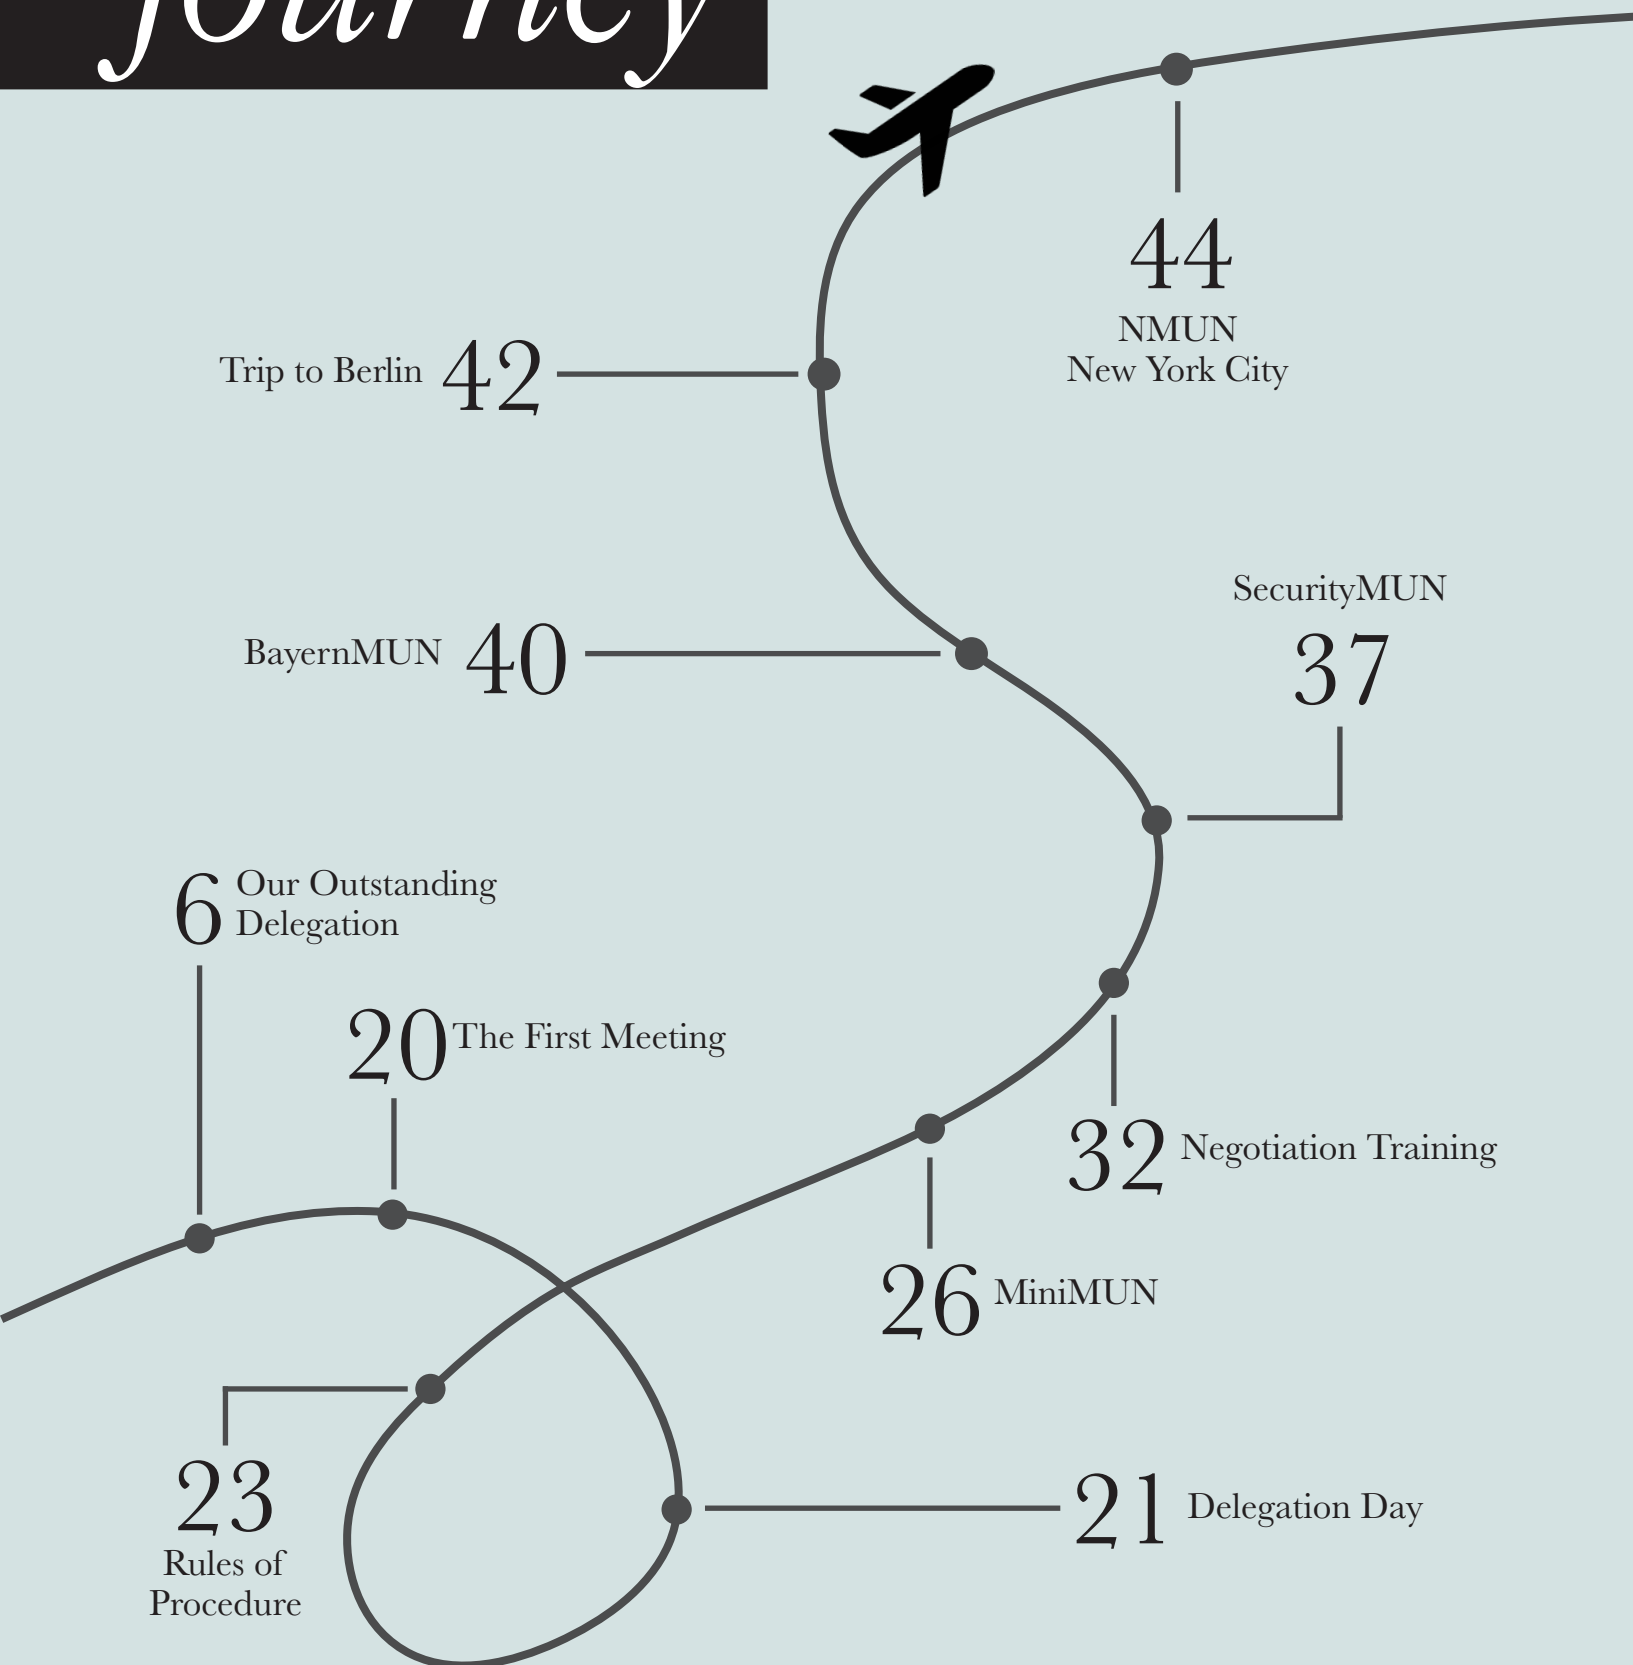 Journey
44
NMUN
New York City
Trip to Berlin 42
SecurityMUN
37
BayernMUN 40
6 Our Outstanding
Delegation
20 The First Meeting
32 Negotiation Training
26 MiniMUN
23
Rules of
Procedure
21 Delegation Day